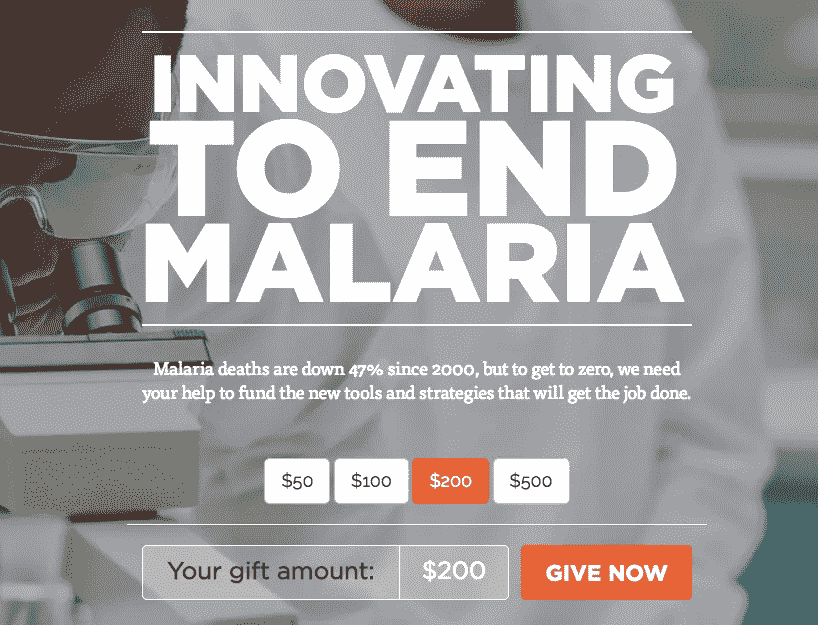 INNOVATING
TO END
MALARIA
Malaria deaths are down 47% since 2000, but to get to zero, we need
your help to fund the new tools and strategies that will get the job done.
$50 $100 $200 $500
Your gift amount: $200 GIVE NOW